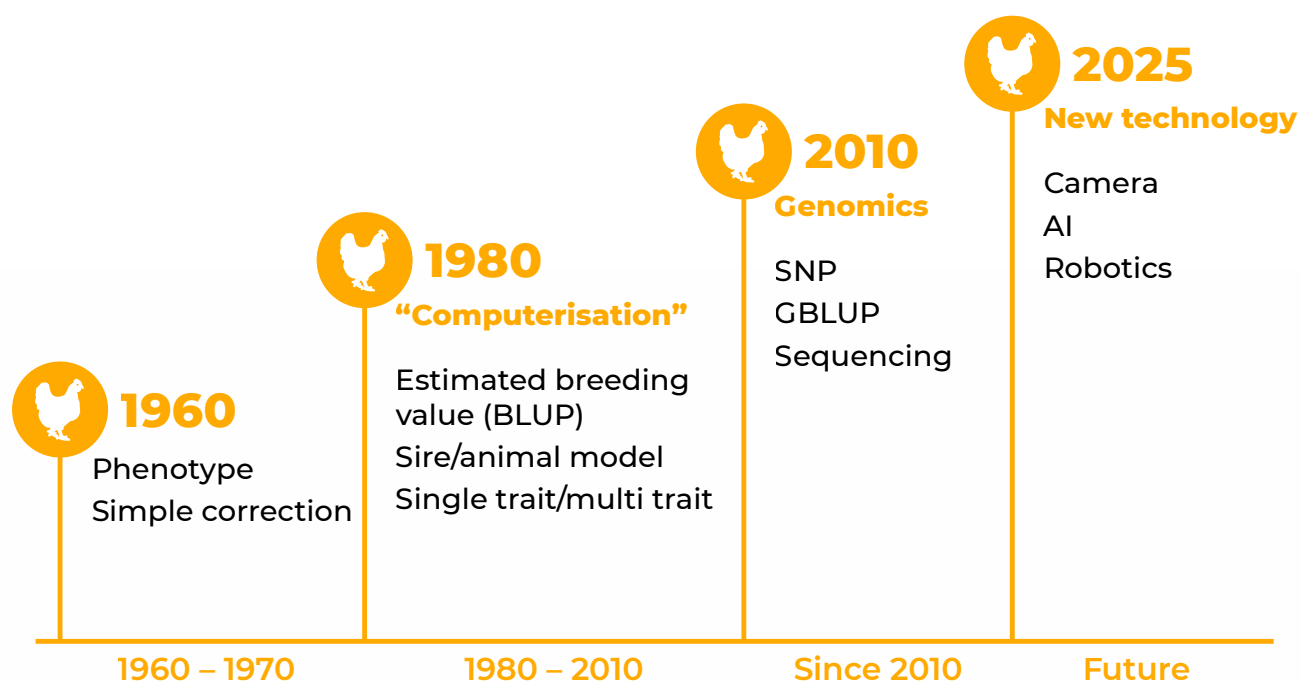 1960
Phenotype
Simple correction
1980
“Computerisation”
Estimated breeding
value (BLUP)
Sire/animal model
Single trait/multi trait
2010
Genomics
SNP
GBLUP
Sequencing
2025
New technology
Camera
AI
Robotics
1960 – 1970
1980 – 2010
Since 2010
Future